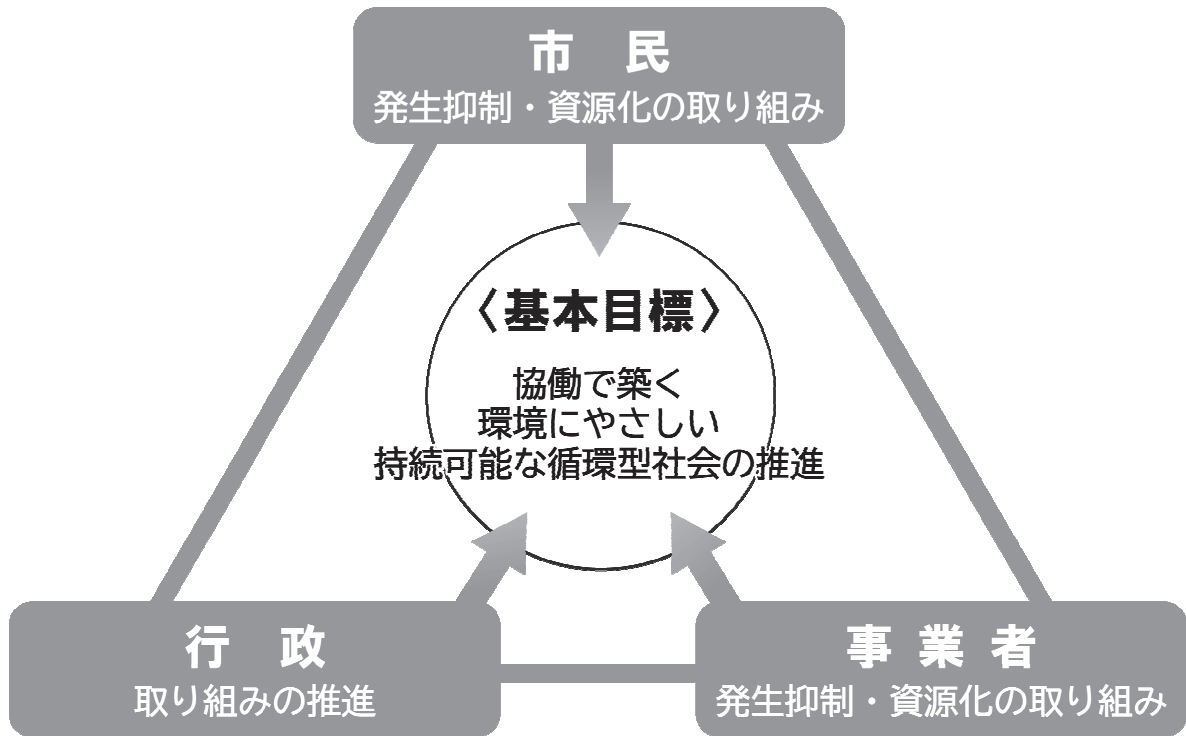 市　民
発生抑制・資源化の取り組み
〈基本目標〉
協働で築く
環境にやさしい
持続可能な循環型社会の推進
行　政
取り組みの推進
事 業 者
発生抑制・資源化の取り組み